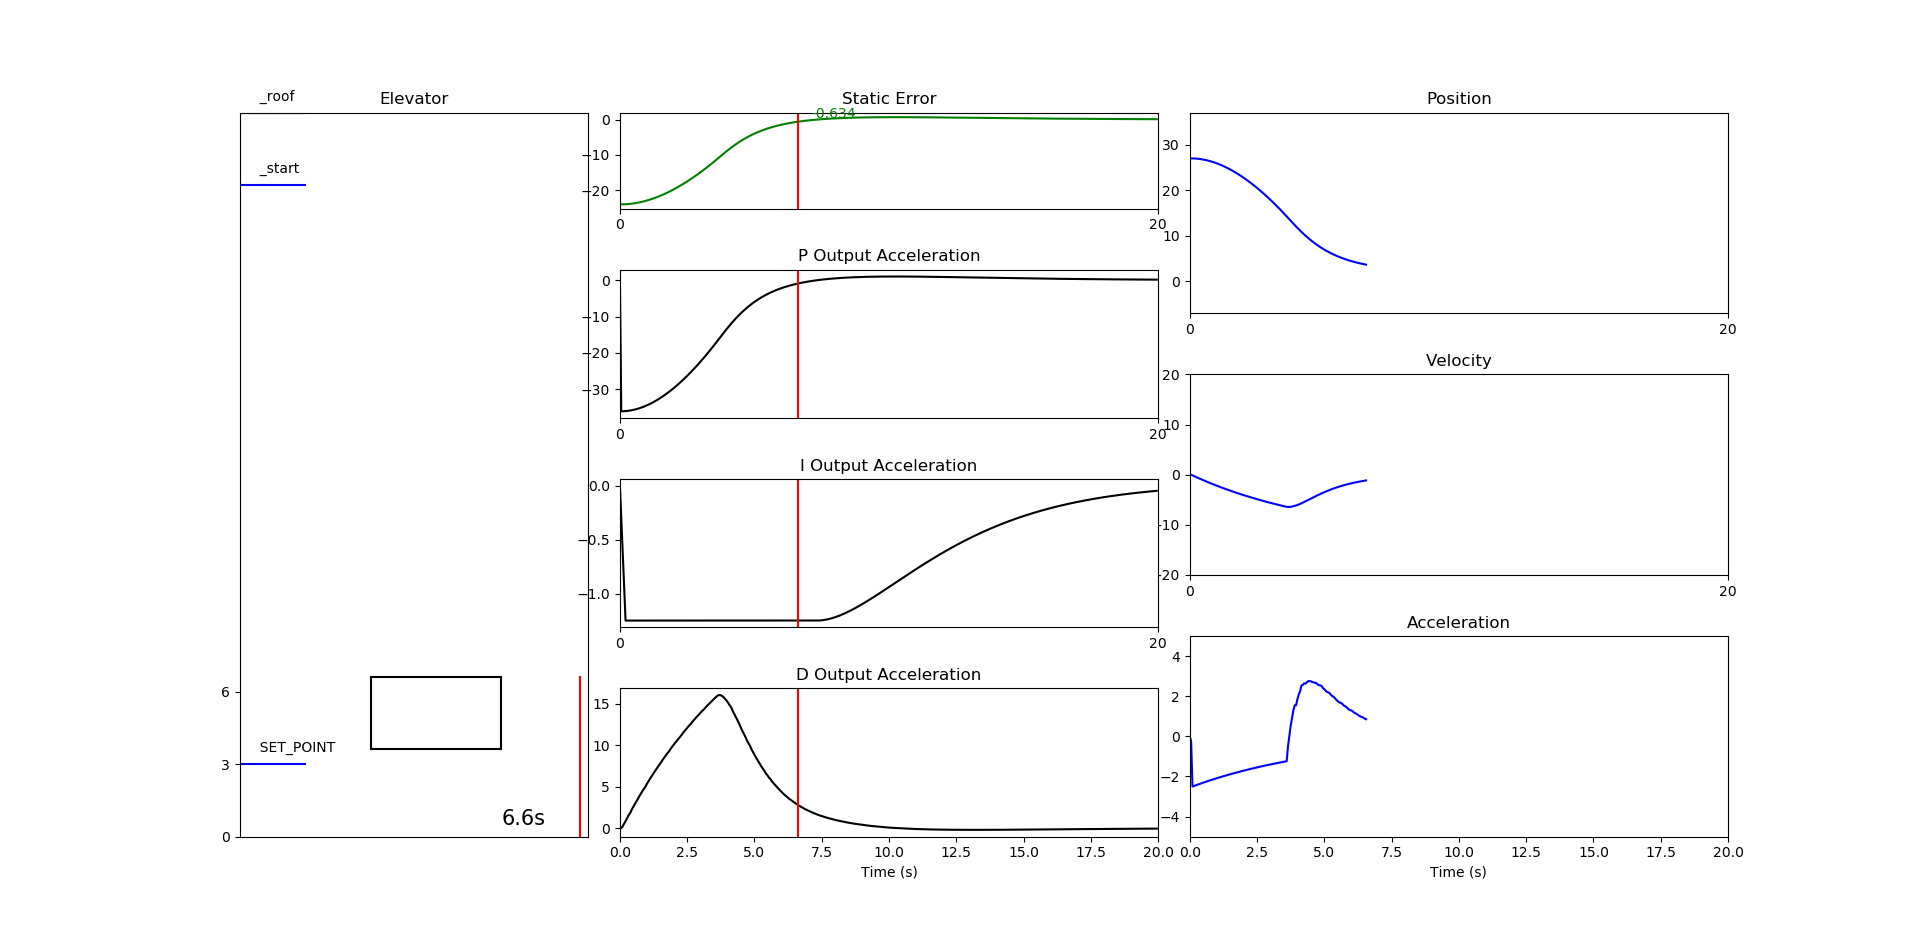 _roof
Elevator
_start
6
SET_POINT
3
6.6s
0
Static Error
0.634
0
−10
−20
0
20
P Output Acceleration
0
−10
−20
−30
0
20
I Output Acceleration
0.0
−0.5
−1.0
0
20
D Output Acceleration
15
10
5
0
0.0 2.5 5.0 7.5 10.0 12.5 15.0 17.5 20.0
Time (s)
Position
30
20
10
0
0
20
Velocity
20
10
0
−10
−20
0
20
Acceleration
4
2
0
−2
−4
0.0 2.5 5.0 7.5 10.0 12.5 15.0 17.5 20.0
Time (s)